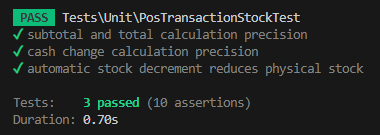 PASS Tests\Unit\PosTransactionStockTest
✓ subtotal and total calculation precision
✓ cash change calculation precision
✓ automatic stock decrement reduces physical stock
Tests: 3 passed (10 assertions)
Duration: 0.70s